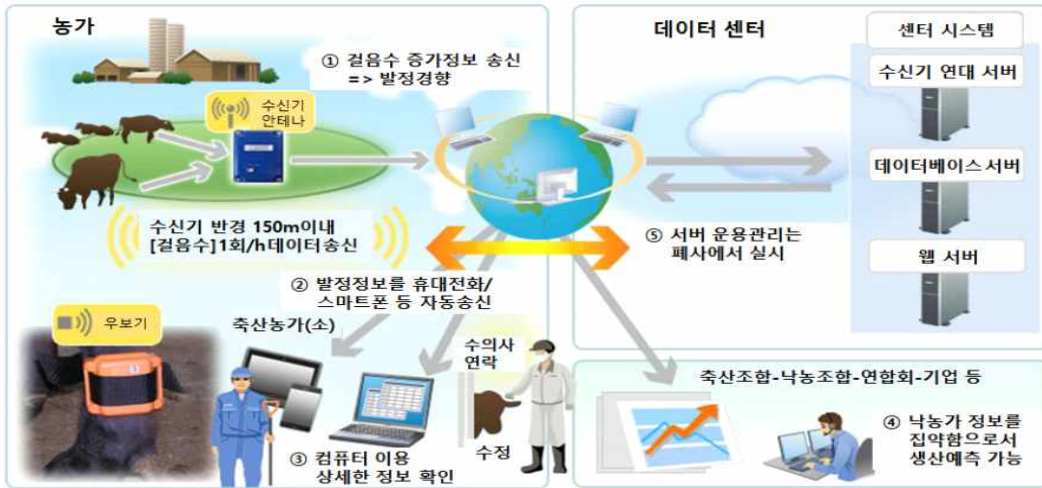 농가
① 걸음수 증가정보 송신
=> 발정경향
수신기
안테나
수신기 반경 150m이내
[걸음수]1회/h데이터송신
② 발정정보를 휴대전화/
스마트폰 등 자동송신
우보기
축산농가(소)
수의사
연락
수정
③ 컴퓨터 이용
상세한 정보 확인
데이터 센터
센터 시스템
수신기 연대 서버
데이터베이스 서버
웹 서버
⑤ 서버 운용관리는
폐사에서 실시
축산조합-낙농조합-연합회-기업 등
④ 낙농가 정보를
집약함으로서
생산예측 가능